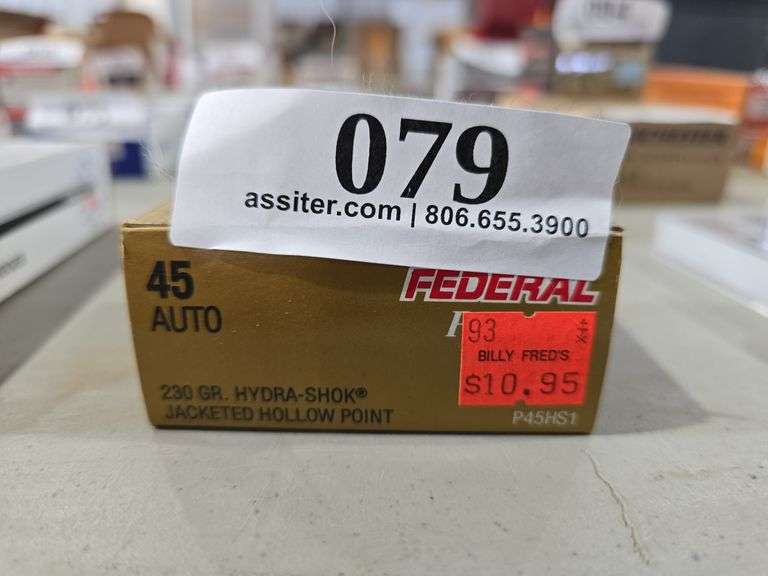 079
assiter.com | 806.655.3900
45
AUTO
FEDERAL
93
BILLY FRED'S
$10.95
230 GR. HYDRA-SHOK®
JACKETED HOLLOW POINT
P45HS1